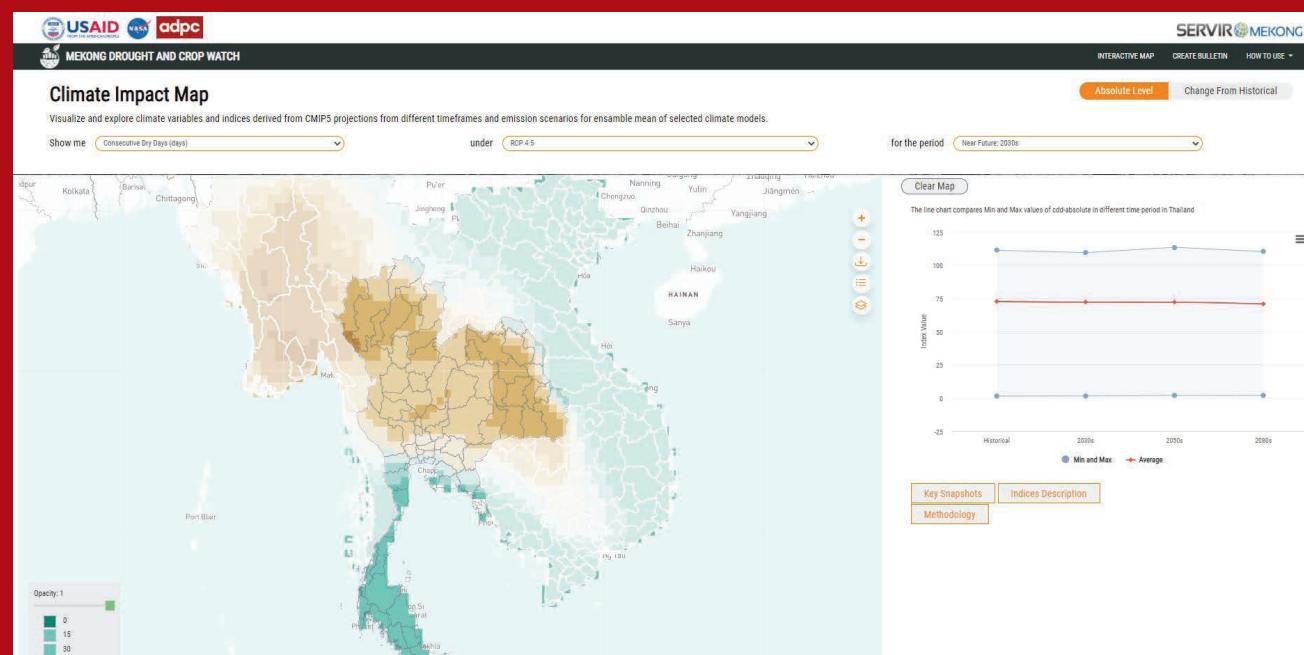 USAID
FROM THE AMERICAN PEOPLE
NASA
adpc
SERVIR MEKONG
MEKONG DROUGHT AND CROP WATCH
INTERACTIVE MAP CREATE BULLETIN HOW TO USE
Climate Impact Map
Absolute Level Change From Historical
Visualize and explore climate variables and indices derived from CMIP5 projections from different timeframes and emission scenarios for ensamble mean of selected climate models.
Show me Consecutive Dry Days (days) under RCP 4.5 for the period Near Future: 2030s
Kolkata
Barisal
Chittagong
Pu'er
Jinghong
Nanning
Chongzuo
Yulin
Jiangmen
Qinzhou
Yangjiang
Beihai
Zhanjiang
Haikou
HAINAN
Sanya
Hóa
Port Blair
Clear Map
The line chart compares Min and Max values of cdd-absolute in different time period in Thailand
125
100
75
50
25
0
-25
Index Value
Historical 2030s 2050s 2080s
Min and Max Average
Key Snapshots Indices Description
Methodology
Opacity: 1
0
15
30